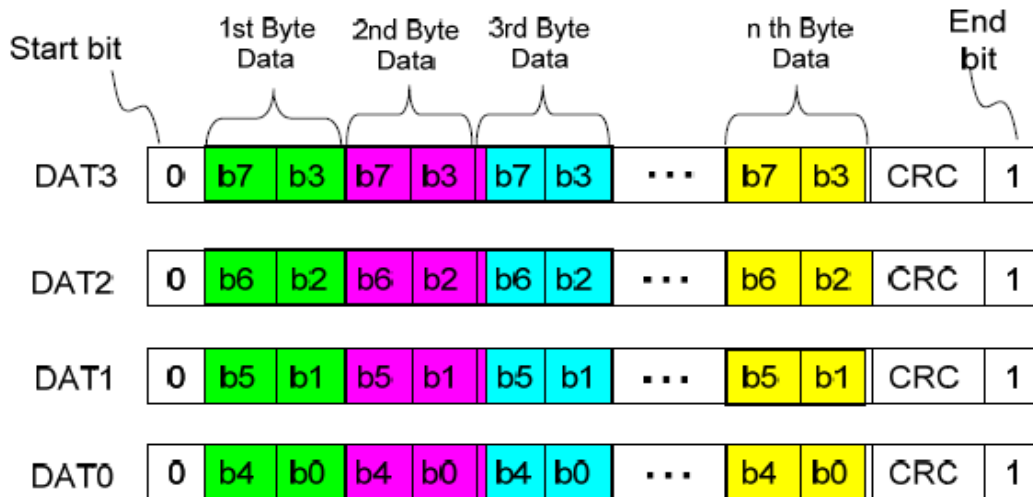 Start bit
1st Byte
Data
2nd Byte
Data
3rd Byte
Data
n th Byte
Data
End
bit
DAT3 0 b7 b3 b7 b3 b7 b3 ... b7 b3 CRC 1
DAT2 0 b6 b2 b6 b2 b6 b2 ... b6 b2 CRC 1
DAT1 0 b5 b1 b5 b1 b5 b1 ... b5 b1 CRC 1
DAT0 0 b4 b0 b4 b0 b4 b0 ... b4 b0 CRC 1